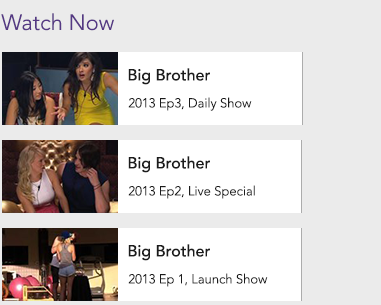 Watch Now
Big Brother
2013 Ep3, Daily Show
Big Brother
2013 Ep2, Live Special
Big Brother
2013 Ep 1, Launch Show